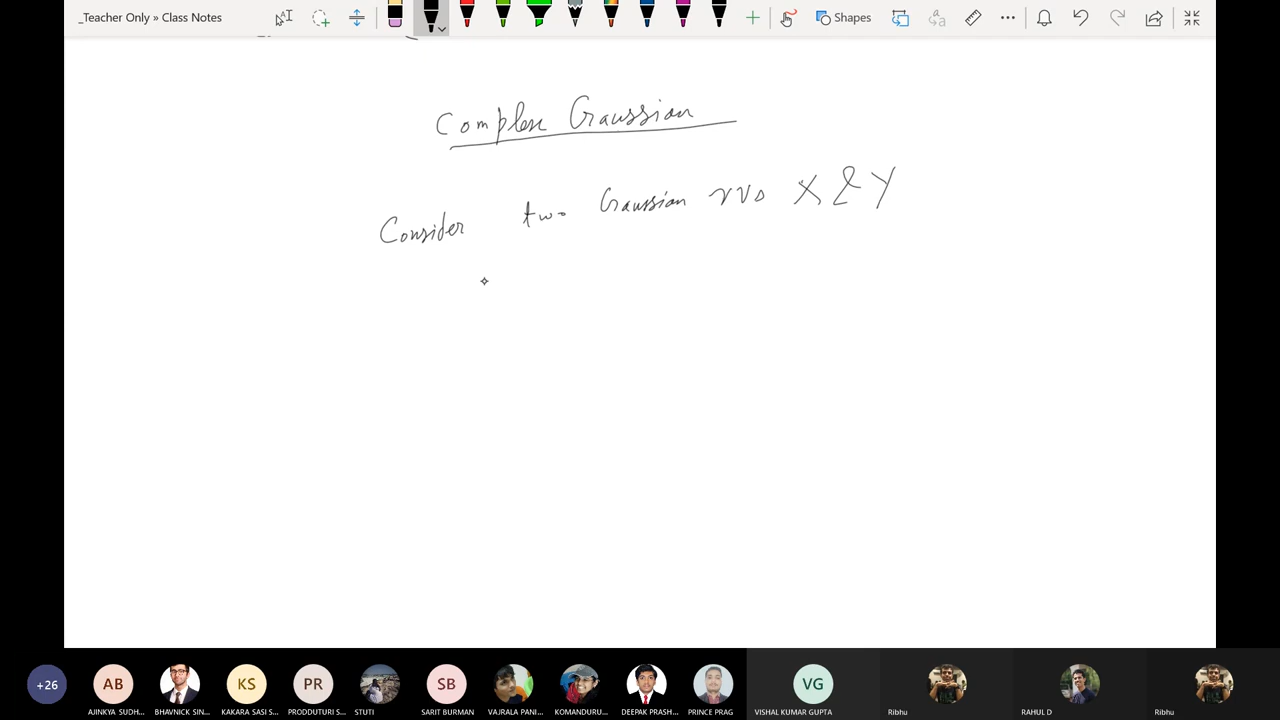 _Teacher Only » Class Notes
Shapes
Complex Gaussian
Consider two Gaussian rvs X & Y
+26
AB
KS
PR
SB
VG
AJINKYA SUDH...
BHAVNICK SIN...
KAKARA SASI S...
PRODDUTURI S...
STUTI
SARIT BURMAN
VAJRALA PANI...
KOMANDURU...
DEEPAK PRASH...
PRINCE PRAG
VISHAL KUMAR GUPTA
Ribhu
RAHUL D
Ribhu